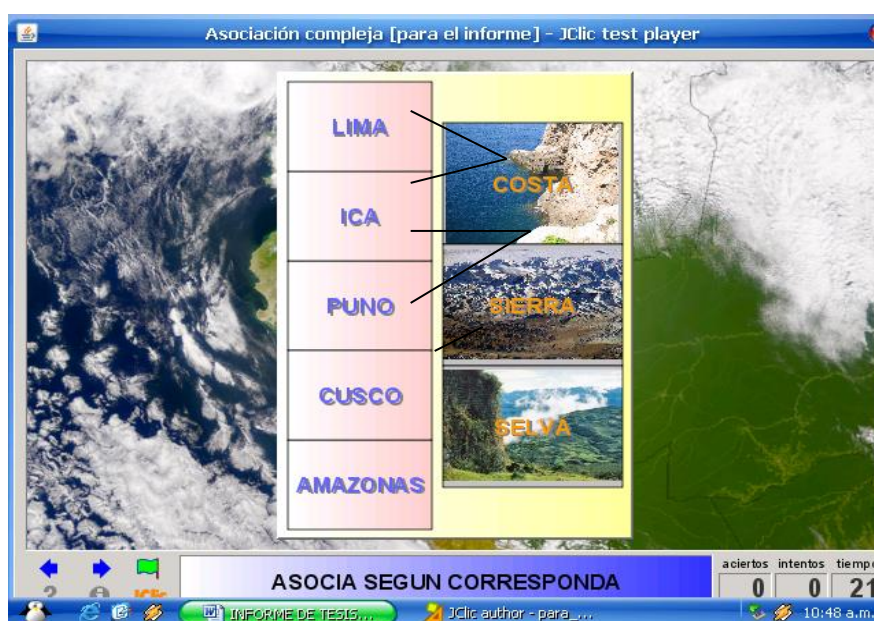 Asociación compleja [para el informe] - JClic test player
LIMA
ICA
PUNO
CUSCO
AMAZONAS
COSTA
SIERRA
SELVA
aciertos intentos tiempo
0 0 21
ASOCIA SEGUN CORRESPONDA
INFORME DE TESIS...
JClic author - para_...
10:48 a.m.